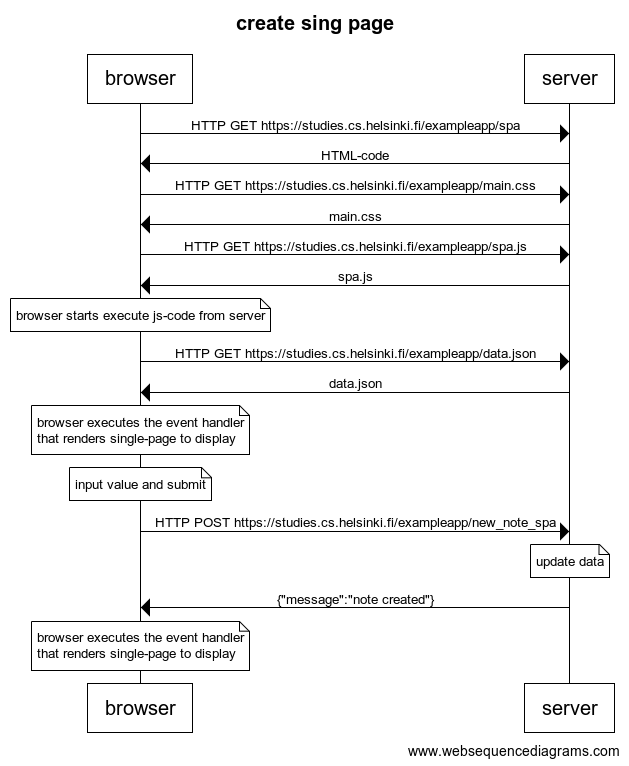 create sing page
browser
server
HTTP GET https://studies.cs.helsinki.fi/exampleapp/spa
HTML-code
HTTP GET https://studies.cs.helsinki.fi/exampleapp/main.css
main.css
HTTP GET https://studies.cs.helsinki.fi/exampleapp/spa.js
spa.js
browser starts execute js-code from server
HTTP GET https://studies.cs.helsinki.fi/exampleapp/data.json
data.json
browser executes the event handler
that renders single-page to display
input value and submit
HTTP POST https://studies.cs.helsinki.fi/exampleapp/new_note_spa
update data
{"message":"note created"}
browser executes the event handler
that renders single-page to display
browser
server
www.websequencediagrams.com